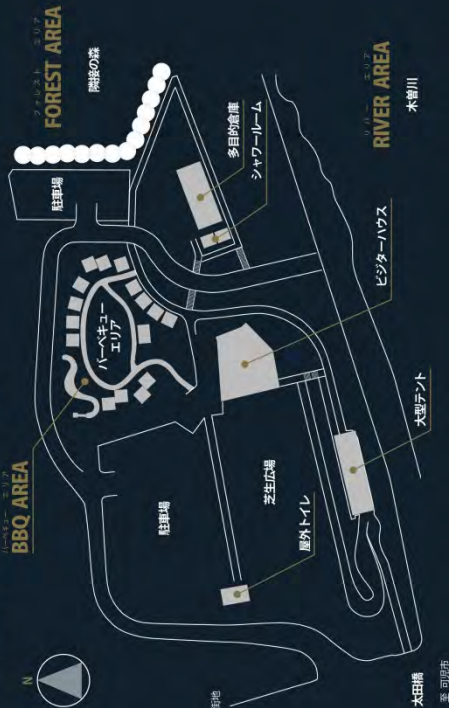 N
バーベキュー エリア
BBQ AREA
フォレスト エリア
FOREST AREA
隣接の森
駐車場
バーベキュー
エリア
多目的倉庫
シャワールーム
リバー エリア
RIVER AREA
木曽川
駐車場
芝生広場
ビジターハウス
屋外トイレ
大型テント
街地
太田橋
至 可児市